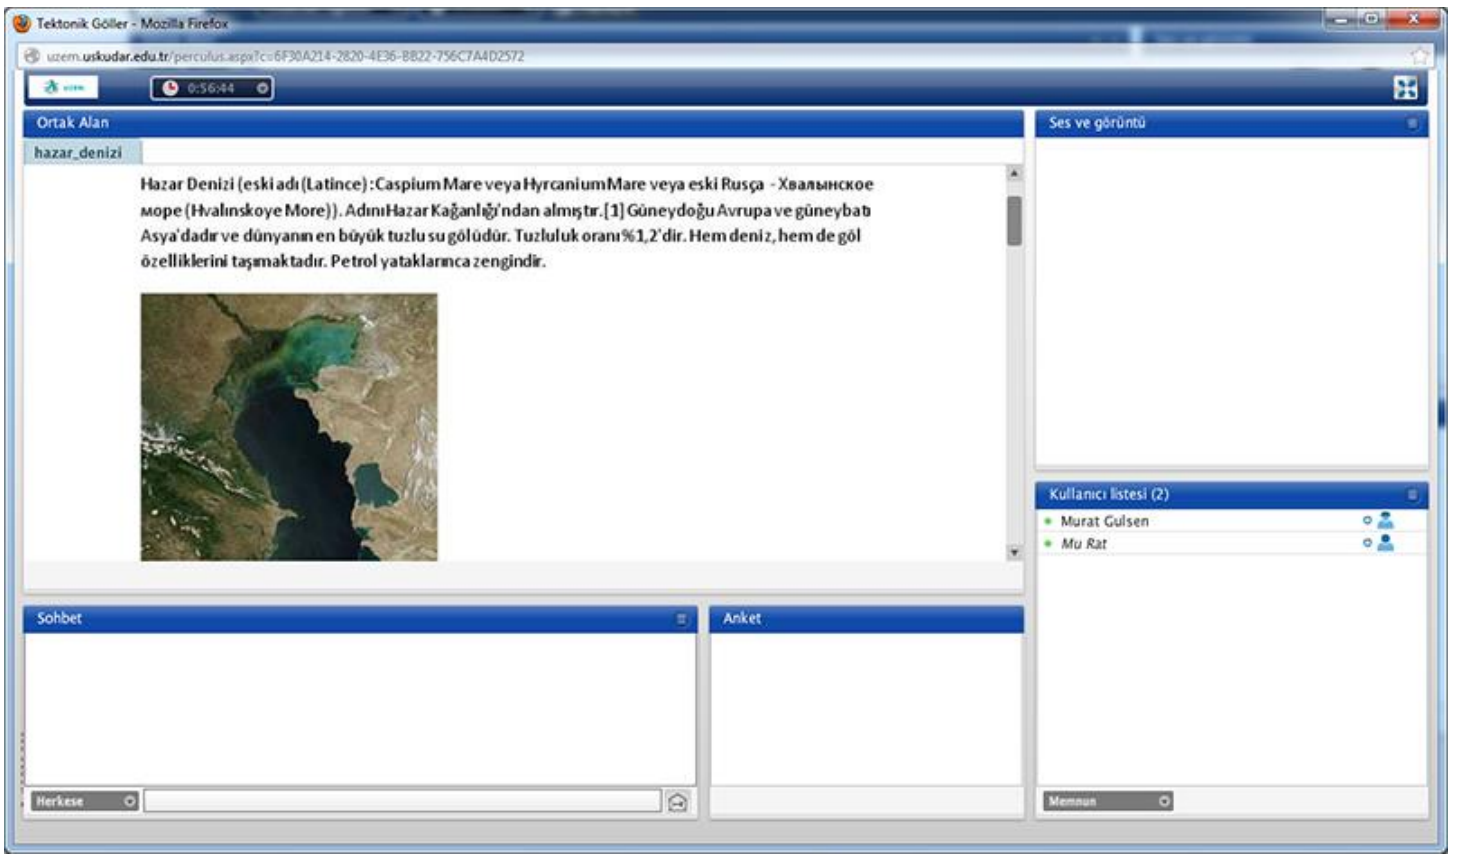 Tektonik Göller - Mozilla Firefox
uzem.uskudar.edu.tr/perculus.aspx?c=6F30A214-2820-4E36-BB22-756C7A4D2572
uzem
0:56:44
Ortak Alan
hazar_denizi
Hazar Denizi (eski adı (Latince) :Caspium Mare veya Hyrcanium Mare veya eski Rusça - Хвалынское
море (Hvalınskoye More)). Adını Hazar Kağanlığı'ndan almıştır.[1] Güneydoğu Avrupa ve güneybatı
Asya'dadır ve dünyanın en büyük tuzlu su gölüdür. Tuzluluk oranı %1,2'dir. Hem deniz, hem de göl
özelliklerini taşımaktadır. Petrol yataklarınca zengindir.
Ses ve görüntü
Kullanıcı listesi (2)
Murat Gulsen
Mu Rat
Memnun
Sohbet
Herkese
Anket